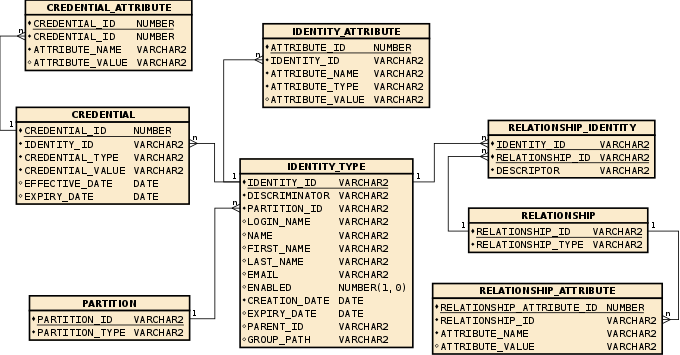 CREDENTIAL_ATTRIBUTE
CREDENTIAL_ID NUMBER
CREDENTIAL_ID NUMBER
ATTRIBUTE_NAME VARCHAR2
ATTRIBUTE_VALUE VARCHAR2
n
1
IDENTITY_ATTRIBUTE
ATTRIBUTE_ID NUMBER
IDENTITY_ID VARCHAR2
ATTRIBUTE_NAME VARCHAR2
ATTRIBUTE_TYPE VARCHAR2
ATTRIBUTE_VALUE VARCHAR2
n
1
CREDENTIAL
CREDENTIAL_ID NUMBER
IDENTITY_ID VARCHAR2
CREDENTIAL_TYPE VARCHAR2
CREDENTIAL_VALUE VARCHAR2
EFFECTIVE_DATE DATE
EXPIRY_DATE DATE
n
IDENTITY_TYPE
IDENTITY_ID VARCHAR2
DISCRIMINATOR VARCHAR2
PARTITION_ID VARCHAR2
LOGIN_NAME VARCHAR2
NAME VARCHAR2
FIRST_NAME VARCHAR2
LAST_NAME VARCHAR2
EMAIL VARCHAR2
ENABLED NUMBER(1,0)
CREATION_DATE DATE
EXPIRY_DATE DATE
PARENT_ID VARCHAR2
GROUP_PATH VARCHAR2
n
1
RELATIONSHIP_IDENTITY
IDENTITY_ID VARCHAR2
RELATIONSHIP_ID VARCHAR2
DESCRIPTOR VARCHAR2
n
n
RELATIONSHIP
RELATIONSHIP_ID VARCHAR2
RELATIONSHIP_TYPE VARCHAR2
1
1
PARTITION
PARTITION_ID VARCHAR2
PARTITION_TYPE VARCHAR2
1
RELATIONSHIP_ATTRIBUTE
RELATIONSHIP_ATTRIBUTE_ID NUMBER
RELATIONSHIP_ID VARCHAR2
ATTRIBUTE_NAME VARCHAR2
ATTRIBUTE_VALUE VARCHAR2
n